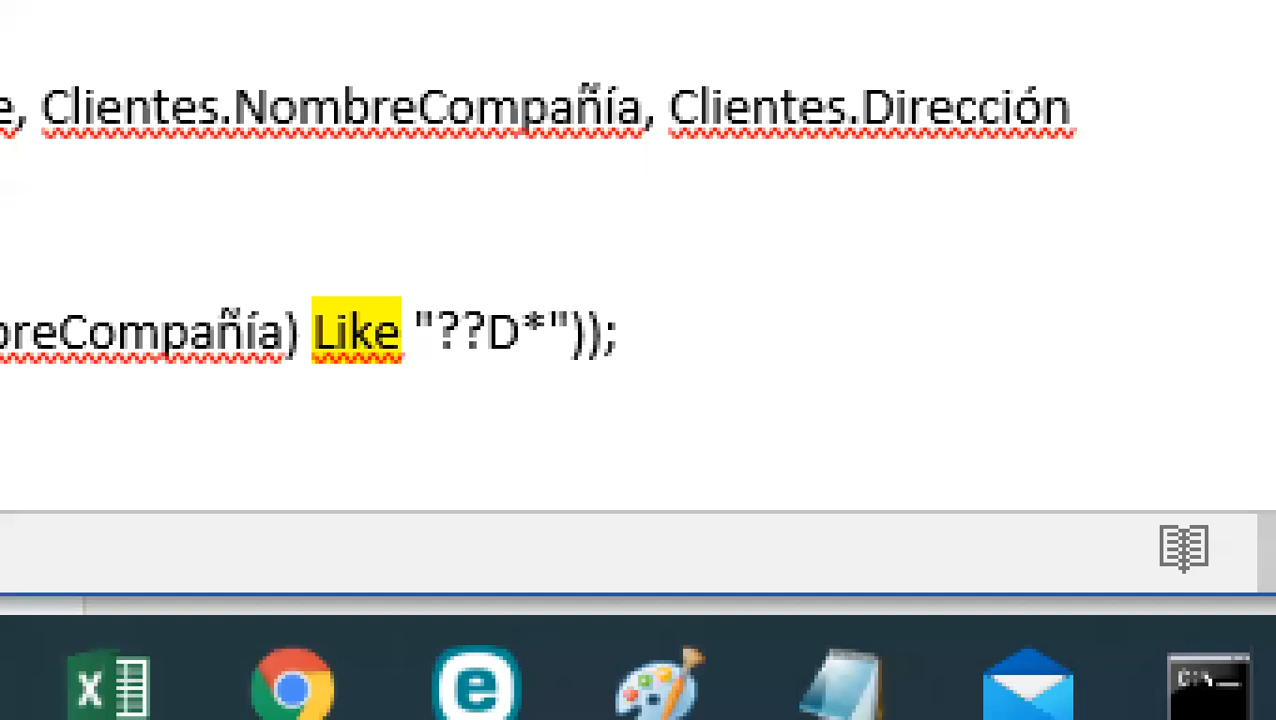 e, Clientes.NombreCompañía, Clientes.Dirección
breCompañía) Like "??D*"));